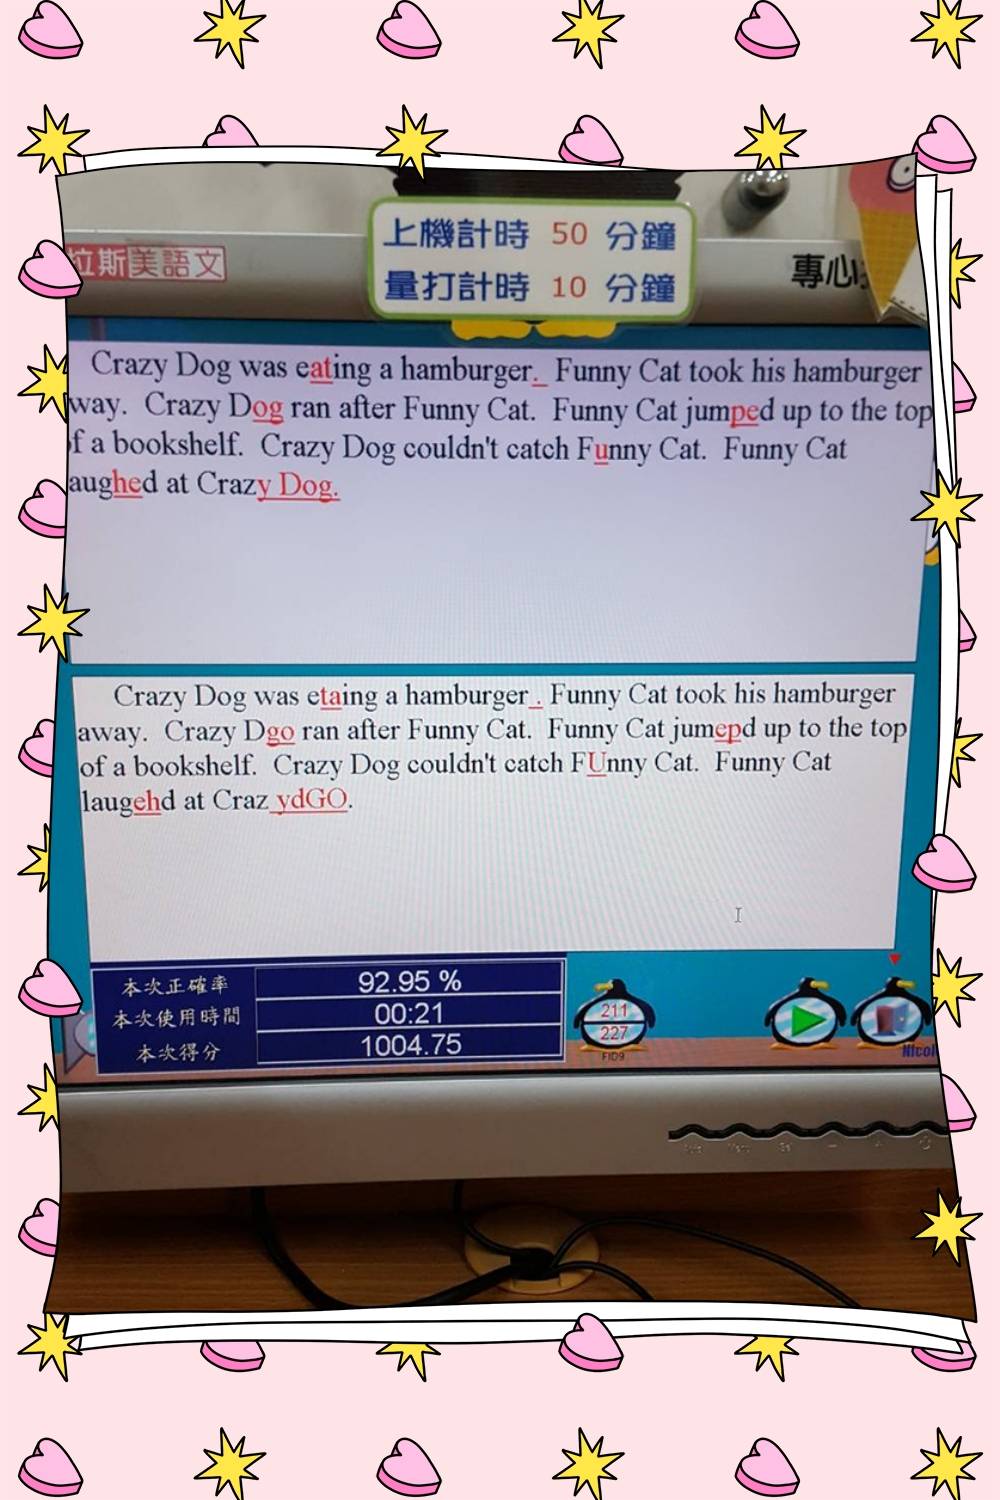 上機計時 50 分鐘
量打計時 10 分鐘
拉斯美語文
專心
Crazy Dog was eating a hamburger.  Funny Cat took his hamburger
way.  Crazy Dog ran after Funny Cat.  Funny Cat jumped up to the top
f a bookshelf.  Crazy Dog couldn't catch Funny Cat.  Funny Cat
aughed at Crazy Dog.
Crazy Dog was etaing a hamburger . Funny Cat took his hamburger
away.  Crazy Dgo ran after Funny Cat.  Funny Cat jumepd up to the top
of a bookshelf.  Crazy Dog couldn't catch FUnny Cat.  Funny Cat
laugehd at Craz ydGO.
本次正確率 92.95 %
本次使用時間 00:21
本次得分 1004.75
211
227
FID9
Nicol